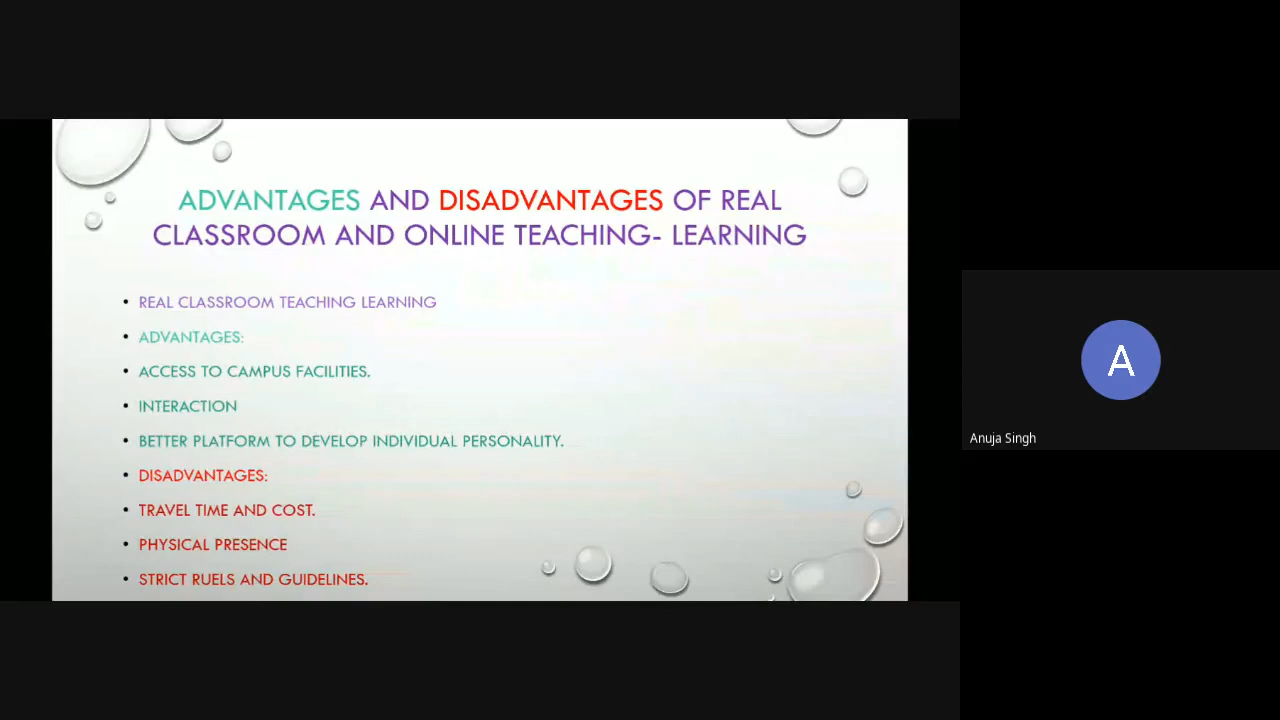 ADVANTAGES AND DISADVANTAGES OF REAL
CLASSROOM AND ONLINE TEACHING- LEARNING
• REAL CLASSROOM TEACHING LEARNING
• ADVANTAGES:
• ACCESS TO CAMPUS FACILITIES.
• INTERACTION
• BETTER PLATFORM TO DEVELOP INDIVIDUAL PERSONALITY.
• DISADVANTAGES:
• TRAVEL TIME AND COST.
• PHYSICAL PRESENCE
• STRICT RUELS AND GUIDELINES.
A
Anuja Singh